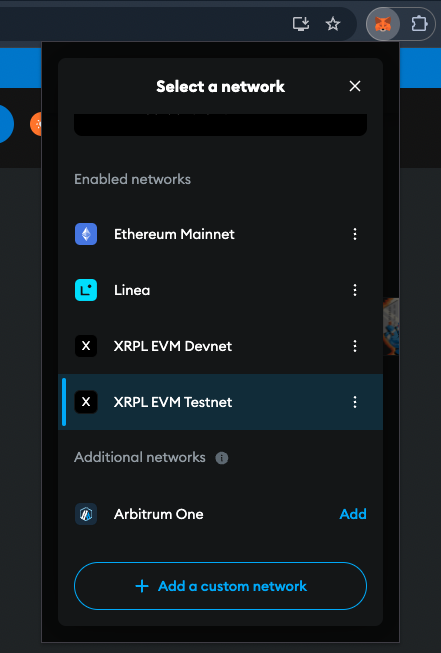 Select a network
Enabled networks
Ethereum Mainnet
Linea
X XRPL EVM Devnet
X XRPL EVM Testnet
Additional networks
Arbitrum One Add
+ Add a custom network